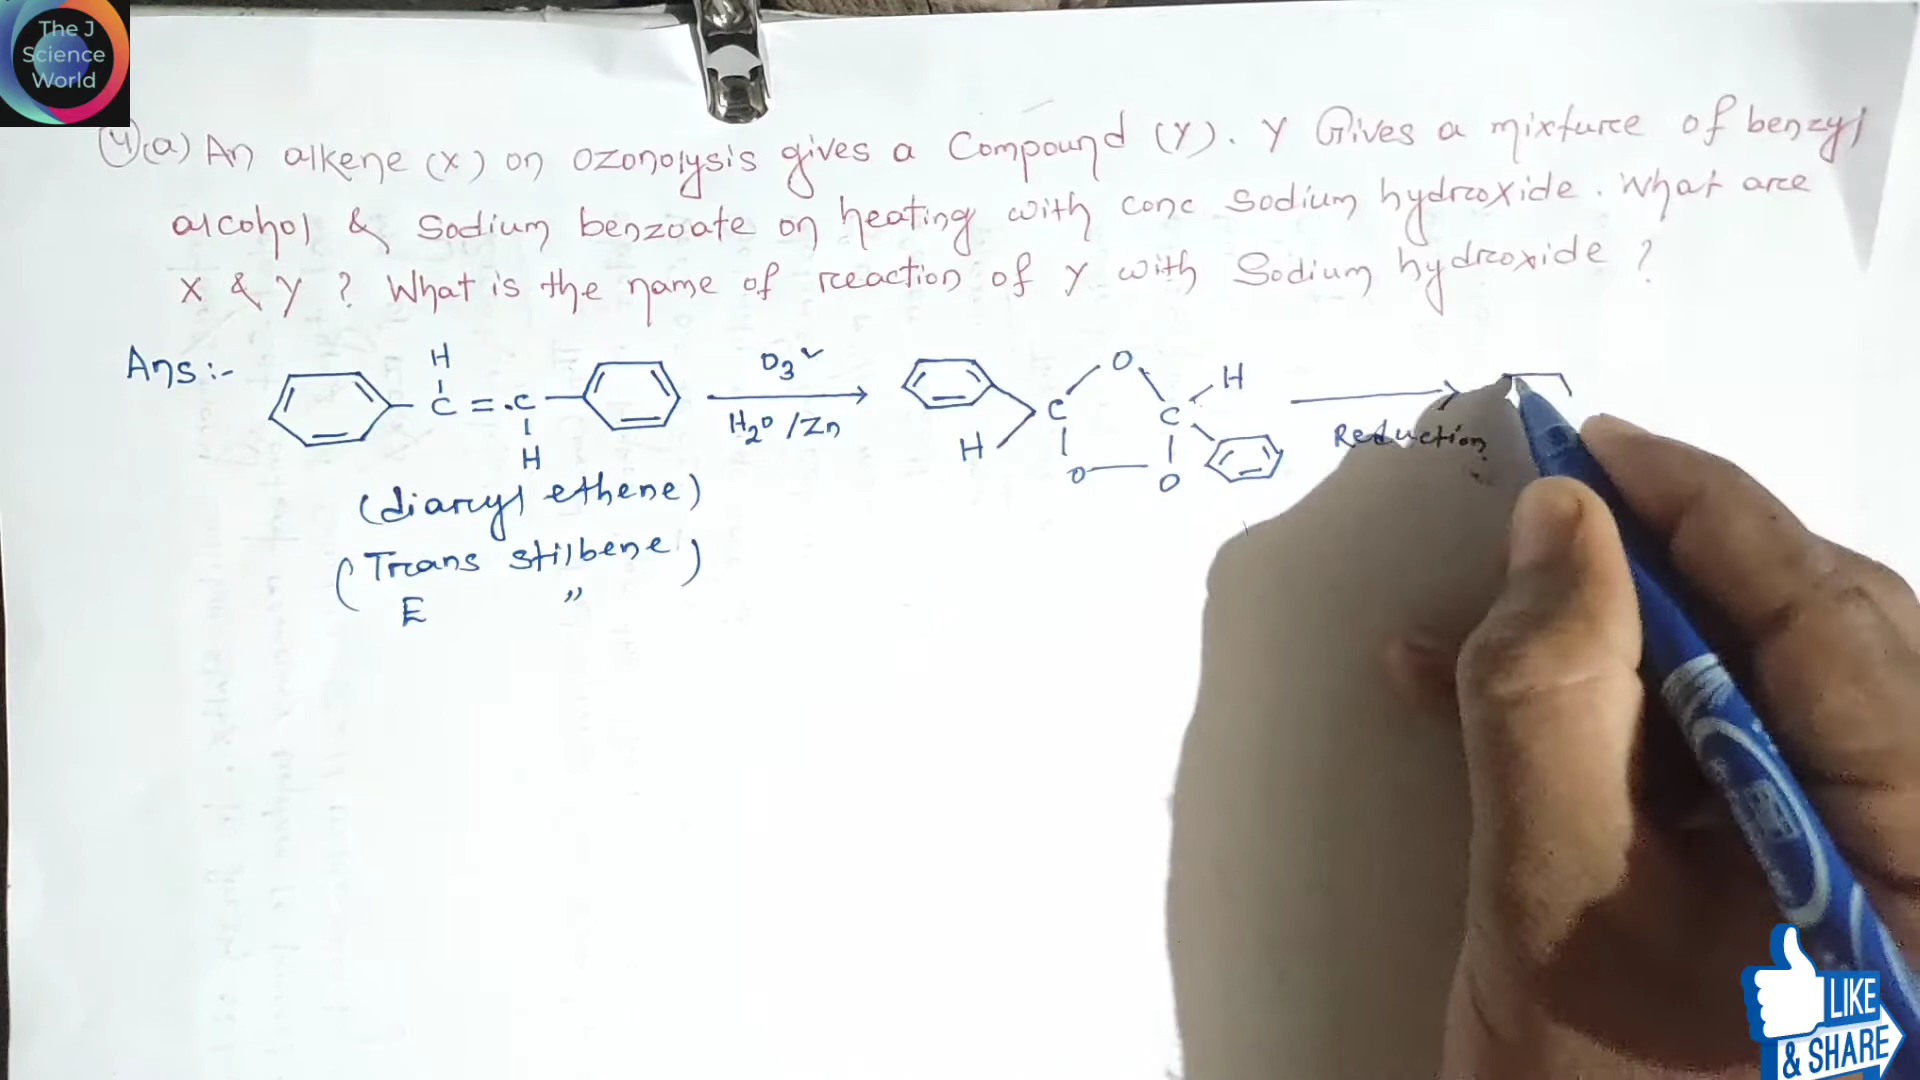 The J
Science
World
4 (a) An alkene (x) on ozonolysis gives a Compound (Y). Y Gives a mixture of benzyl
alcohol & Sodium benzoate on heating with conc Sodium hydroxide. What are
X & Y ? What is the name of reaction of Y with Sodium hydroxide ?
Ans :-
H
C = C
H
O3
H2O /Zn
O
C
H
C
H
O
O
Reduction
(diaryl ethene)
(Trans stilbene)
E "
LIKE
& SHARE